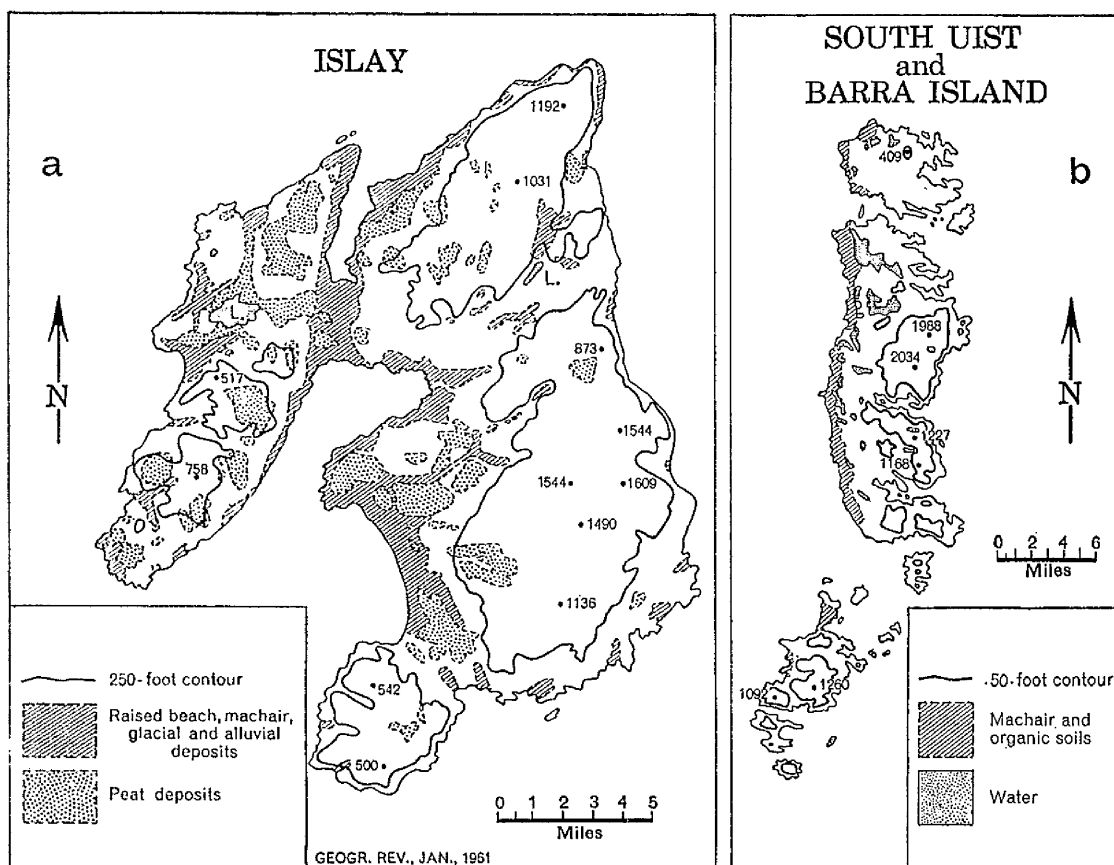 ISLAY
a
1192
1031
L.
L.
873
517
1544
758
1544
1609
1490
1136
542
500
N
250-foot contour
Raised beach, machair,
glacial and alluvial
deposits
Peat deposits
0 1 2 3 4 5
Miles
GEOGR. REV., JAN., 1961
SOUTH UIST
and
BARRA ISLAND
b
409
1988
2034
1227
1168
N
0 2 4 6
Miles
1092
.50-foot contour
Machair and
organic soils
Water